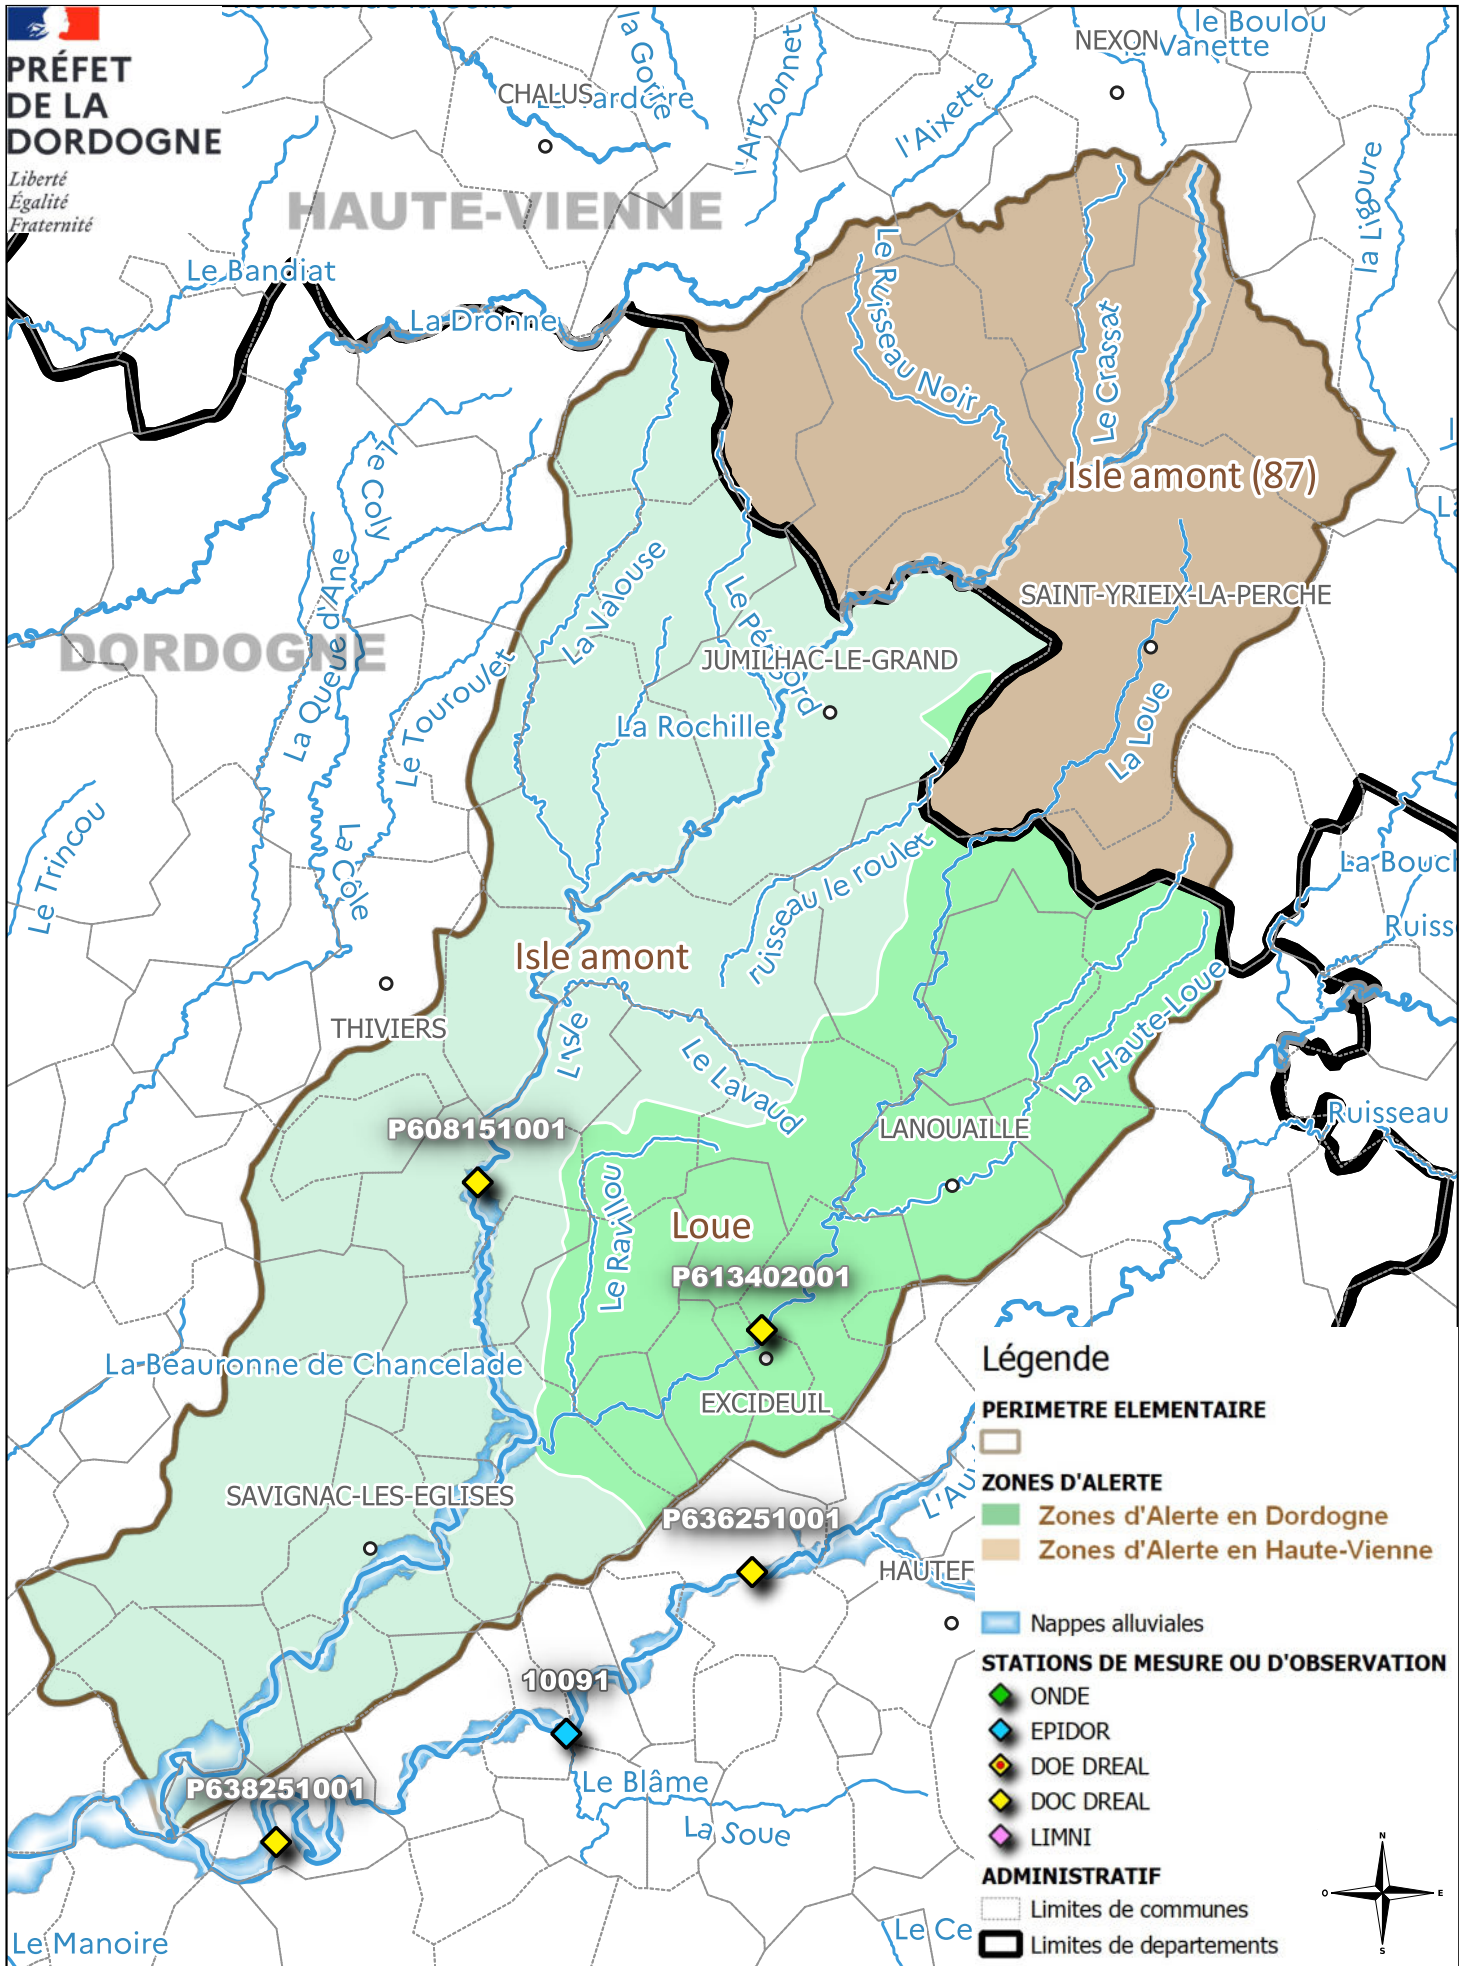 PRÉFET
DE LA
DORDOGNE
Liberté
Égalité
Fraternité
la Gorre
CHALUS
l'Arthonnet
l'Aixette
NEXON
le Boulou
la Vanette
la Ligoure
HAUTE-VIENNE
Le Bandiat
La Dronne
Le Ruisseau Noir
Le Crassat
Isle amont (87)
Le Coly
La Queue d'Ane
DORDOGNE
Le Touroulet
La Valouse
Le Périgord
SAINT-YRIEIX-LA-PERCHE
JUMILHAC-LE-GRAND
La Rochille
La Loue
Le Trincou
La Côle
ruisseau le roulet
La Bouch
Ruiss
Isle amont
THIVIERS
L'Isle
Le Lavaud
La Haute-Loue
P608151001
LANOUAILLE
Ruisseau
Le Ravillou
Loue
P613402001
La Beauronne de Chancelade
EXCIDEUIL
SAVIGNAC-LES-EGLISES
P636251001
L'Au
HAUTEF
10091
P638251001
Le Blâme
La Soue
Le Manoire
Le Ce
Légende
PERIMETRE ELEMENTAIRE
ZONES D'ALERTE
Zones d'Alerte en Dordogne
Zones d'Alerte en Haute-Vienne
Nappes alluviales
STATIONS DE MESURE OU D'OBSERVATION
ONDE
EPIDOR
DOE DREAL
DOC DREAL
LIMNI
ADMINISTRATIF
Limites de communes
Limites de departements
N
O
E
S